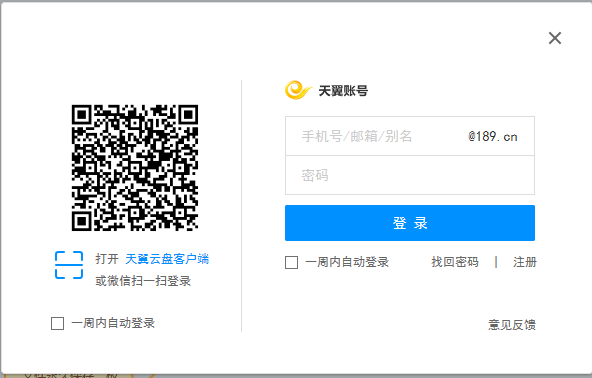 天翼账号
手机号/邮箱/别名 @189.cn
密码
登 录
一周内自动登录 找回密码 | 注册
打开 天翼云盘客户端
或微信扫一扫登录
一周内自动登录
意见反馈